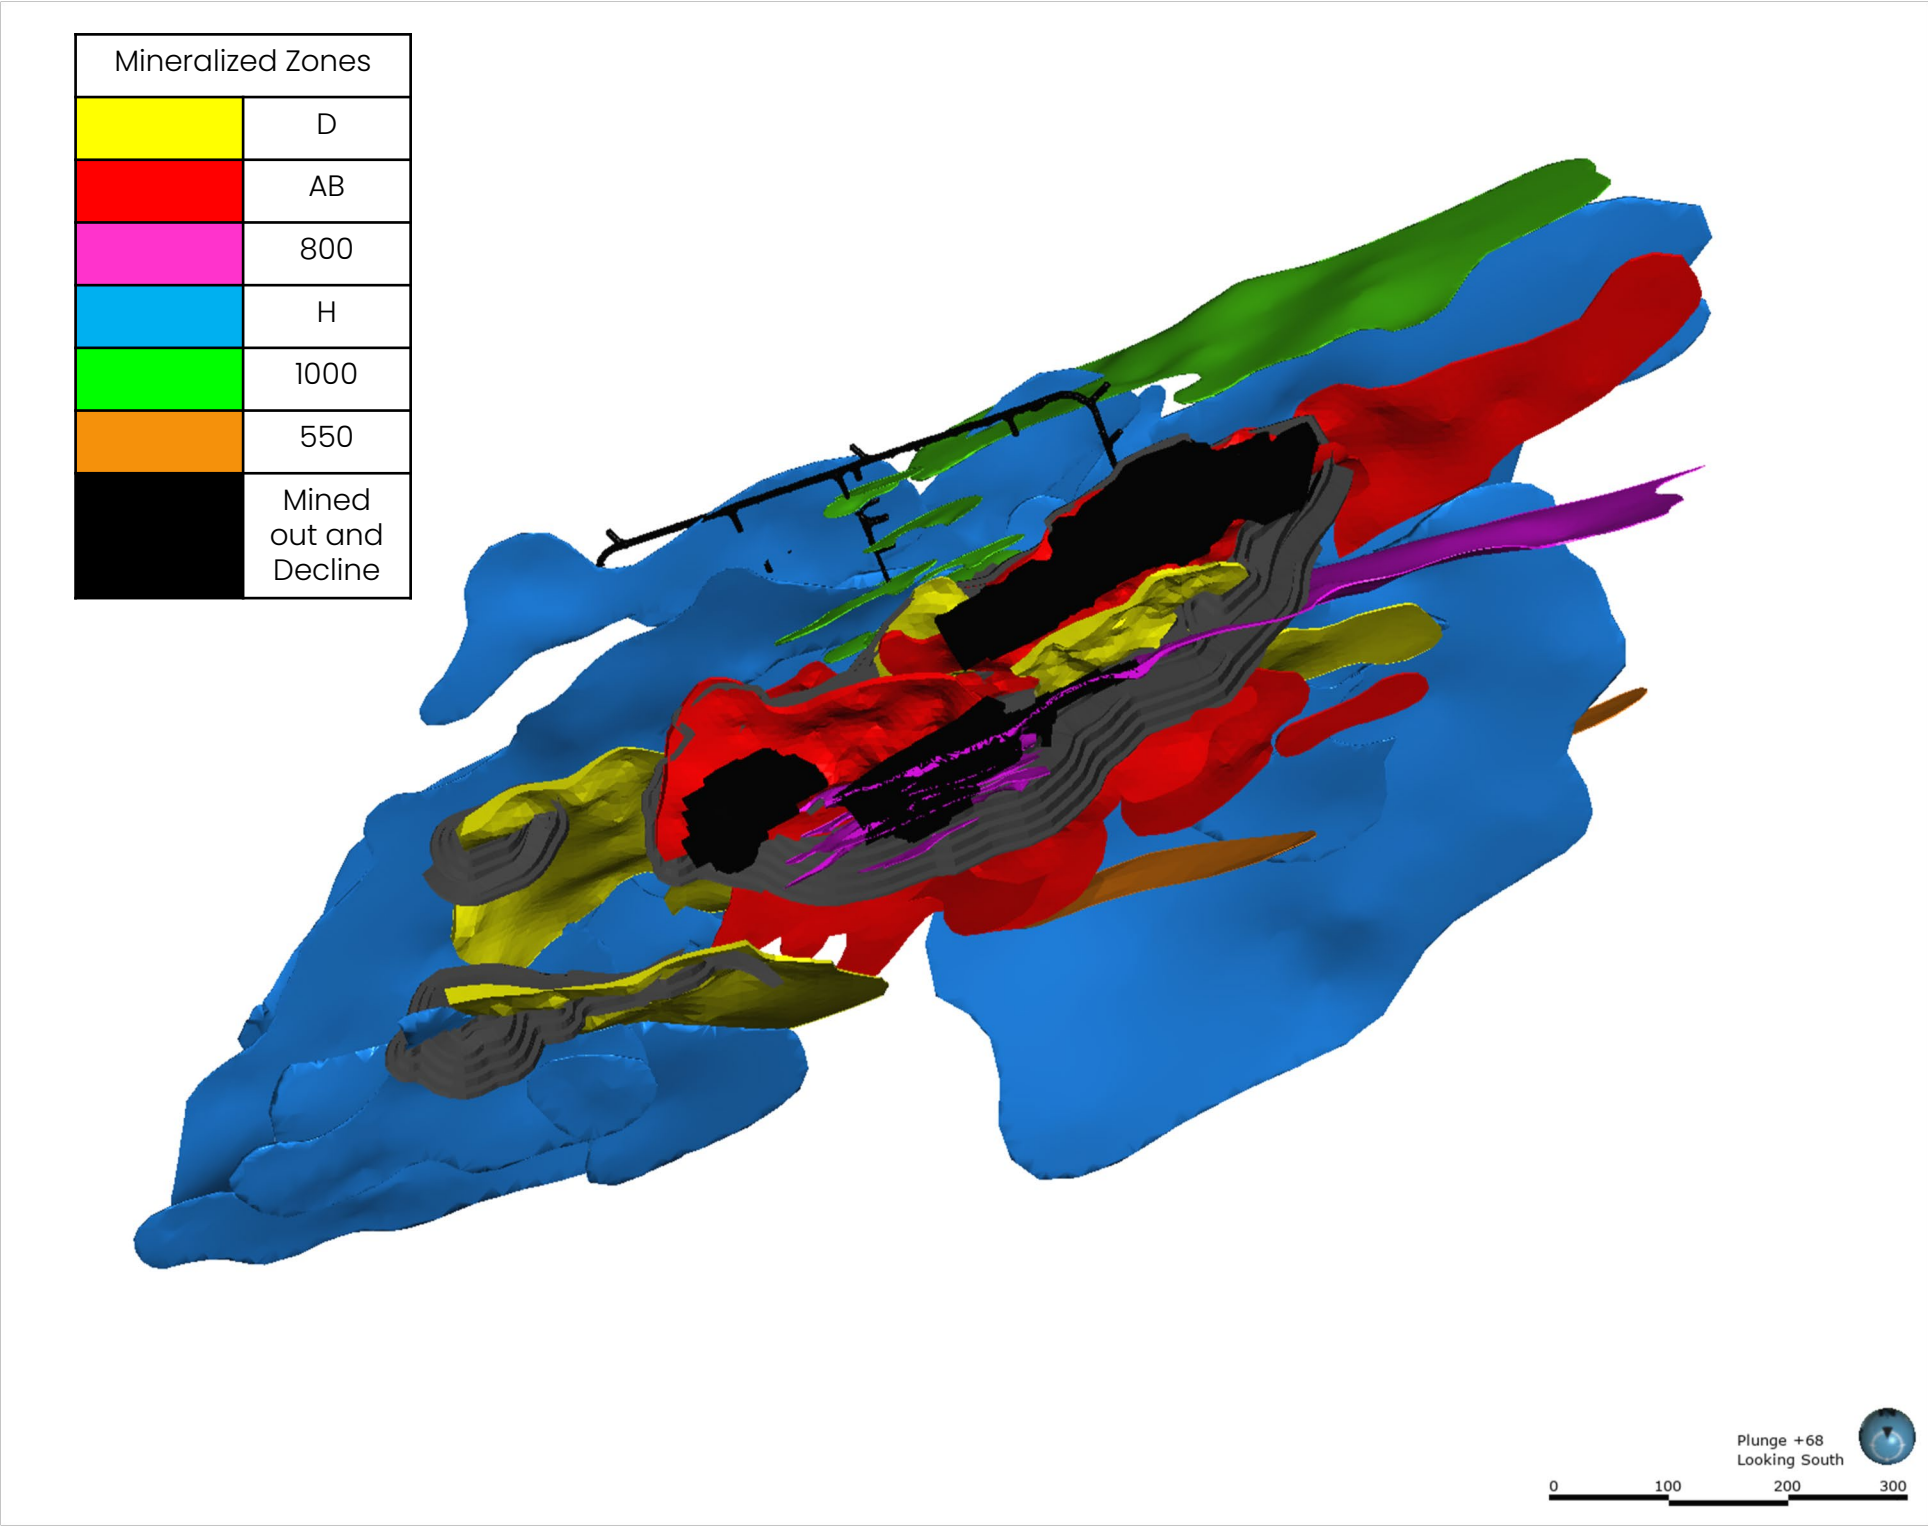 Mineralized Zones
D
AB
800
H
1000
550
Mined
out and
Decline
Plunge +68
Looking South
0 100 200 300